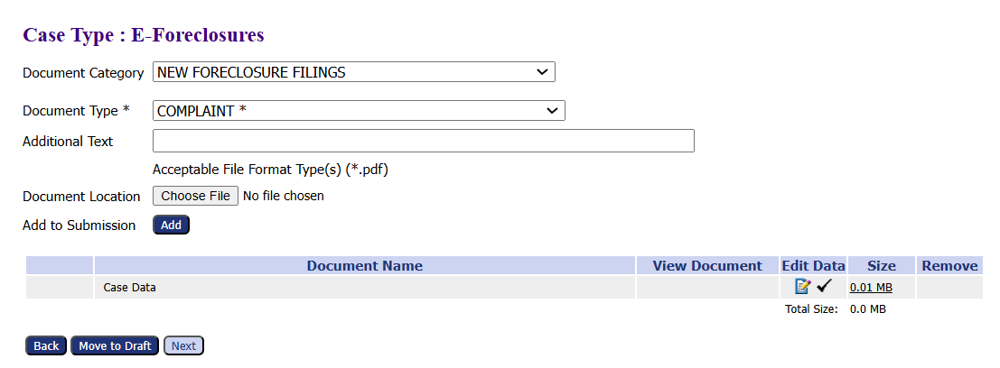 Case Type : E-Foreclosures
Document Category NEW FORECLOSURE FILINGS
Document Type * COMPLAINT *
Additional Text
Acceptable File Format Type(s) (*.pdf)
Document Location Choose File No file chosen
Add to Submission Add
Document Name View Document Edit Data Size Remove
Case Data 0.01 MB
Total Size: 0.0 MB
Back Move to Draft Next